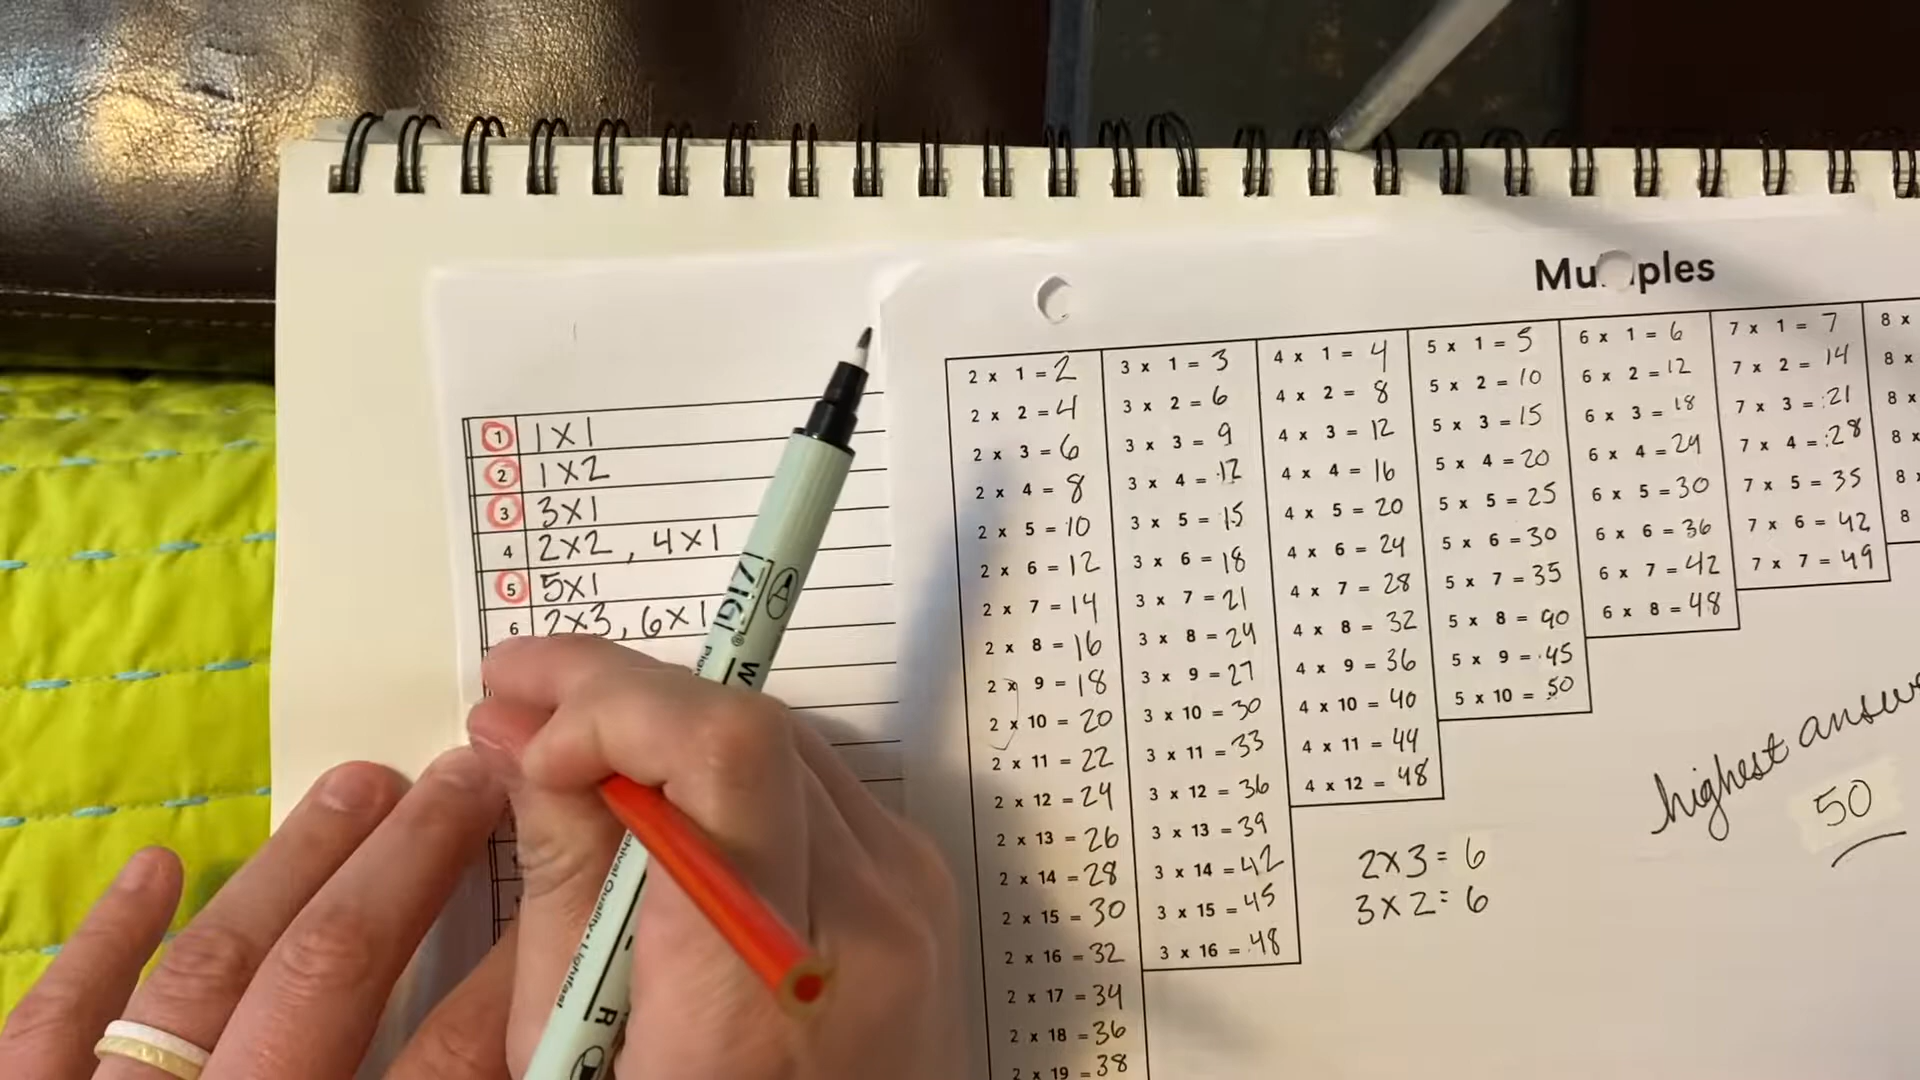 Mu ples
1 1X1
2 1X2
3 3X1
4 2X2, 4X1
5 5X1
6 2X3, 6X1
2 x 1 = 2
2 x 2 = 4
2 x 3 = 6
2 x 4 = 8
2 x 5 = 10
2 x 6 = 12
2 x 7 = 14
2 x 8 = 16
2 x 9 = 18
2 x 10 = 20
2 x 11 = 22
2 x 12 = 24
2 x 13 = 26
2 x 14 = 28
2 x 15 = 30
2 x 16 = 32
2 x 17 = 34
2 x 18 = 36
2 x 19 = 38
3 x 1 = 3
3 x 2 = 6
3 x 3 = 9
3 x 4 = 12
3 x 5 = 15
3 x 6 = 18
3 x 7 = 21
3 x 8 = 24
3 x 9 = 27
3 x 10 = 30
3 x 11 = 33
3 x 12 = 36
3 x 13 = 39
3 x 14 = 42
3 x 15 = 45
3 x 16 = 48
4 x 1 = 4
4 x 2 = 8
4 x 3 = 12
4 x 4 = 16
4 x 5 = 20
4 x 6 = 24
4 x 7 = 28
4 x 8 = 32
4 x 9 = 36
4 x 10 = 40
4 x 11 = 44
4 x 12 = 48
5 x 1 = 5
5 x 2 = 10
5 x 3 = 15
5 x 4 = 20
5 x 5 = 25
5 x 6 = 30
5 x 7 = 35
5 x 8 = 40
5 x 9 = 45
5 x 10 = 50
6 x 1 = 6
6 x 2 = 12
6 x 3 = 18
6 x 4 = 24
6 x 5 = 30
6 x 6 = 36
6 x 7 = 42
6 x 8 = 48
7 x 1 = 7
7 x 2 = 14
7 x 3 = 21
7 x 4 = 28
7 x 5 = 35
7 x 6 = 42
7 x 7 = 49
8 x
8 x
8 x
8 x
8 x
8
2X3=6
3X2=6
highest answ
50
ZIG
R
chival Quality • Lightfast